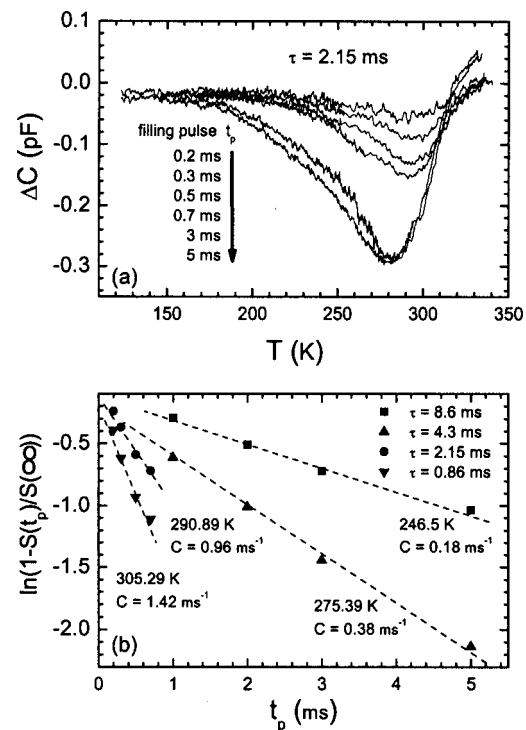 0.1
0.0
-0.1
-0.2
-0.3
ΔC (pF)
τ = 2.15 ms
filling pulse t_p
0.2 ms
0.3 ms
0.5 ms
0.7 ms
3 ms
5 ms
(a)
150 200 250 300 350
T (K)
-0.5
-1.0
-1.5
-2.0
ln(1-S(t_p)/S(∞))
τ = 8.6 ms
τ = 4.3 ms
τ = 2.15 ms
τ = 0.86 ms
290.89 K
C = 0.96 ms⁻¹
246.5 K
C = 0.18 ms⁻¹
305.29 K
C = 1.42 ms⁻¹
275.39 K
C = 0.38 ms⁻¹
(b)
0 1 2 3 4 5
t_p (ms)